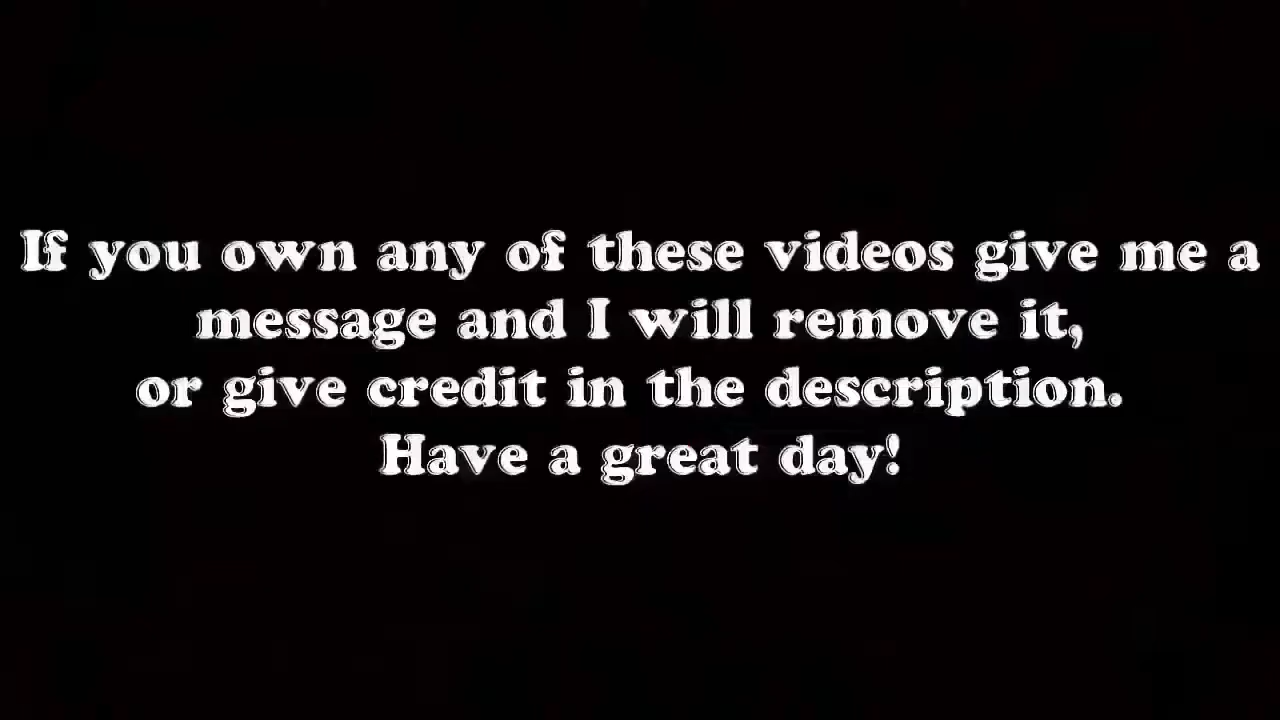 If you own any of these videos give me a
message and I will remove it,
or give credit in the description.
Have a great day!